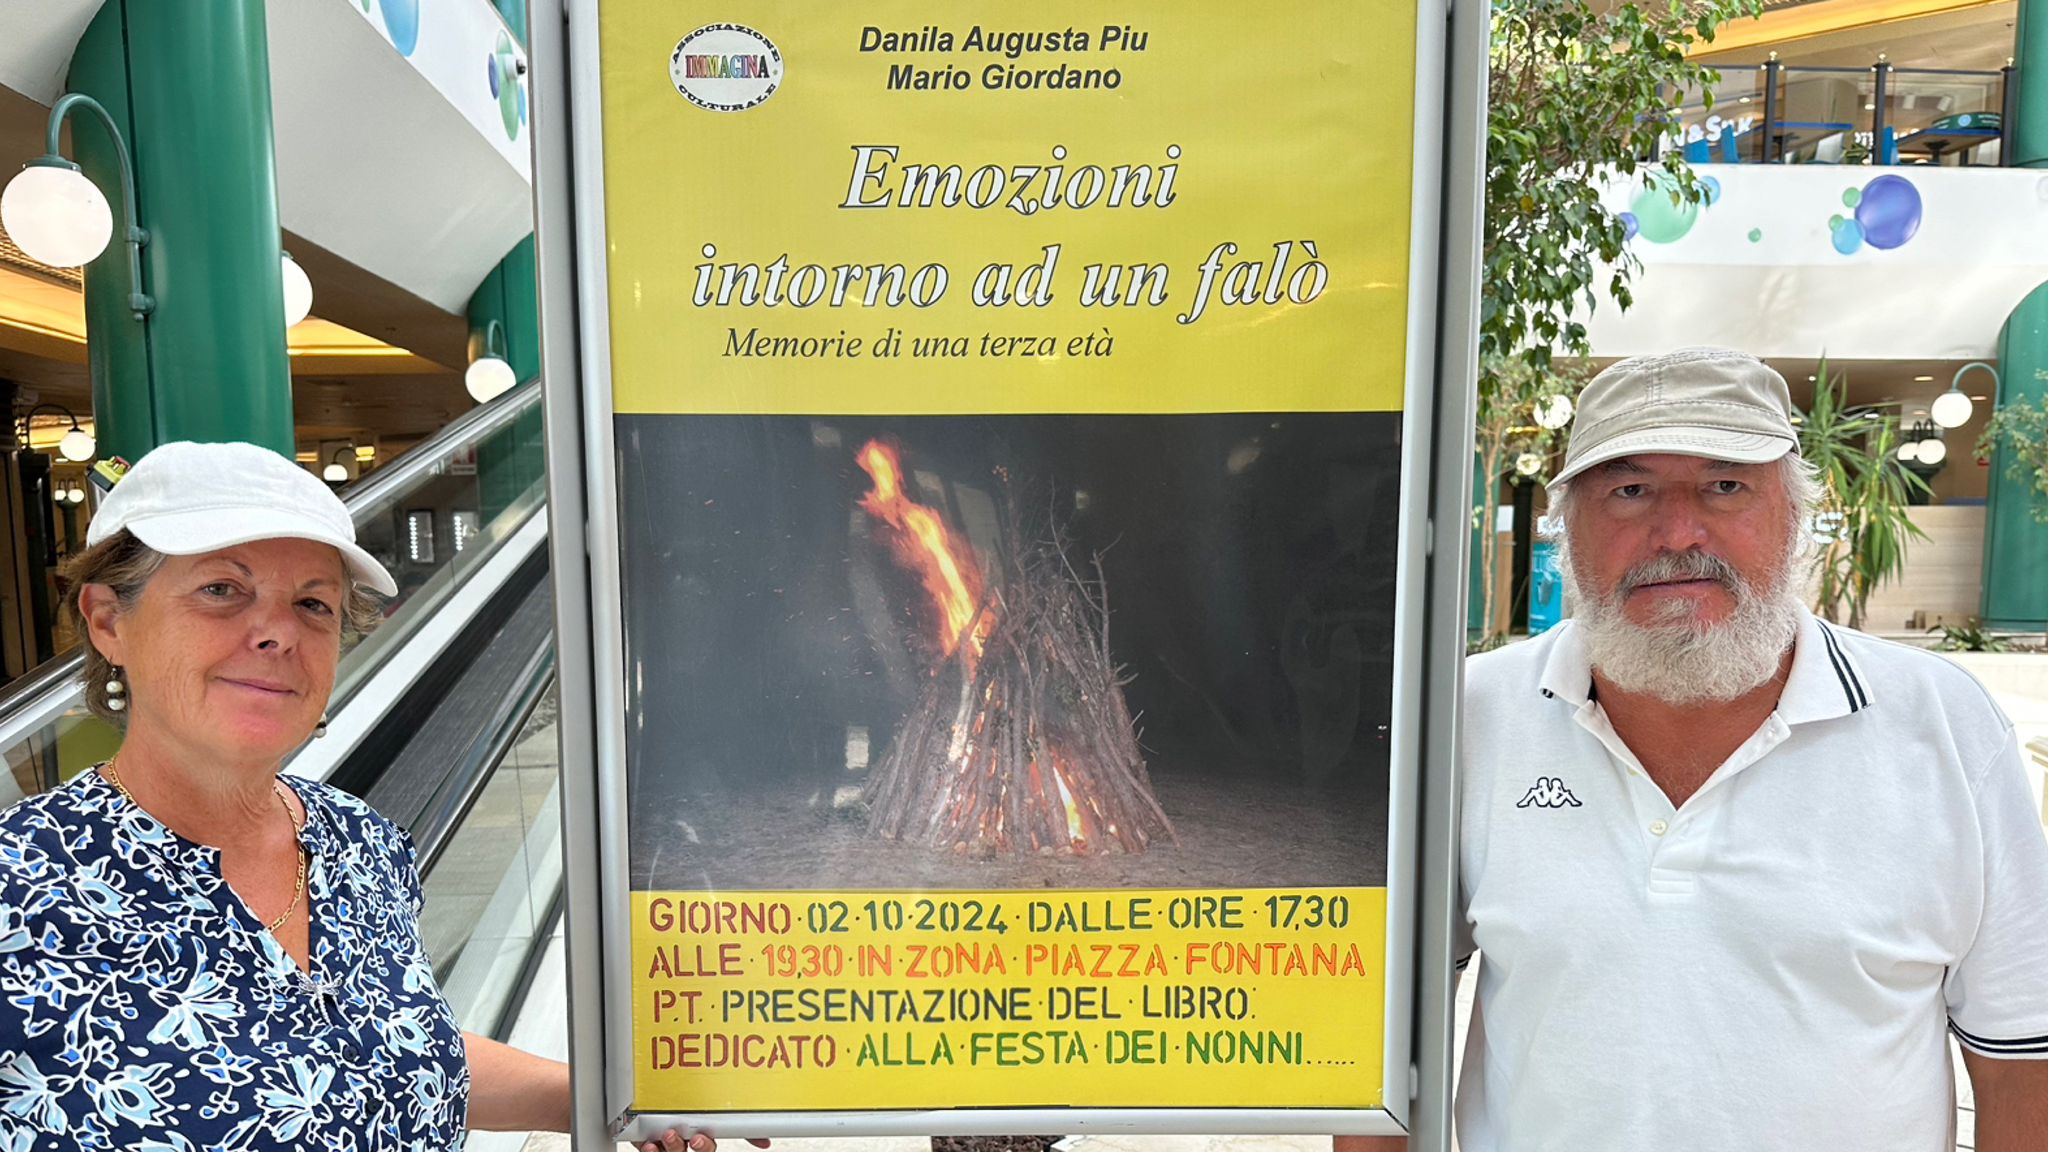 ASSOCIAZIONE
IMMAGINA
CULTURALE
Danila Augusta Piu
Mario Giordano
Emozioni
intorno ad un falò
Memorie di una terza età
GIORNO·02·10·2024·DALLE·ORE·17,30
ALLE·19,30·IN·ZONA·PIAZZA·FONTANA
P.T.·PRESENTAZIONE·DEL·LIBRO:
DEDICATO·ALLA·FESTA·DEI·NONNI......